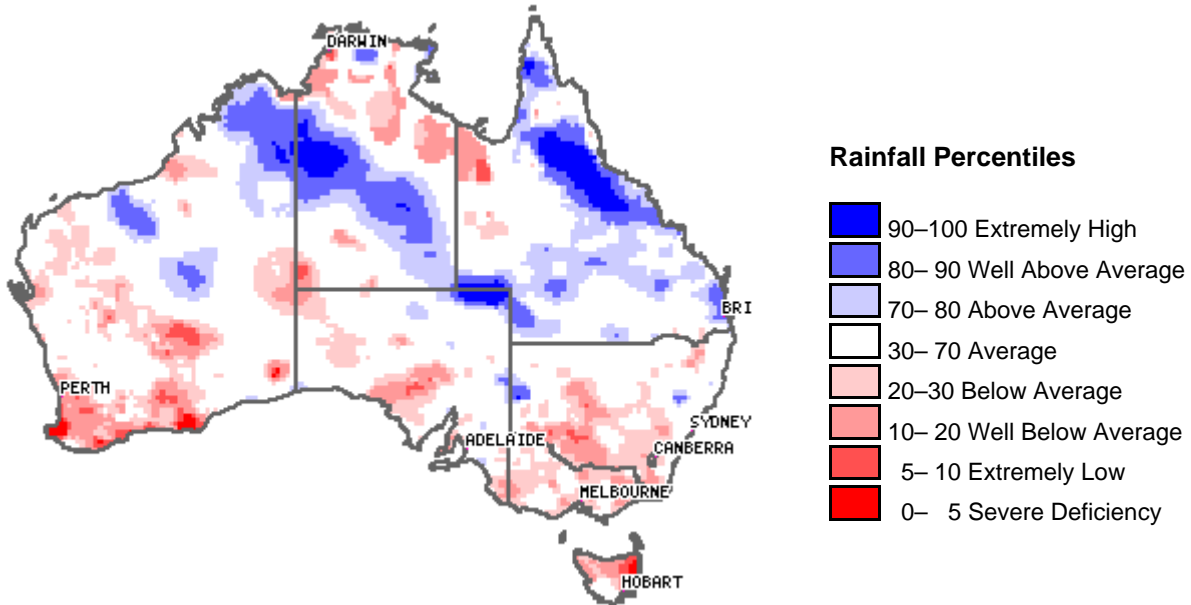 DARWIN
BRI
PERTH
SYDNEY
ADELAIDE
CANBERRA
MELBOURNE
HOBART
Rainfall Percentiles
90–100 Extremely High
80– 90 Well Above Average
70– 80 Above Average
30– 70 Average
20–30 Below Average
10– 20 Well Below Average
5– 10 Extremely Low
0– 5 Severe Deficiency